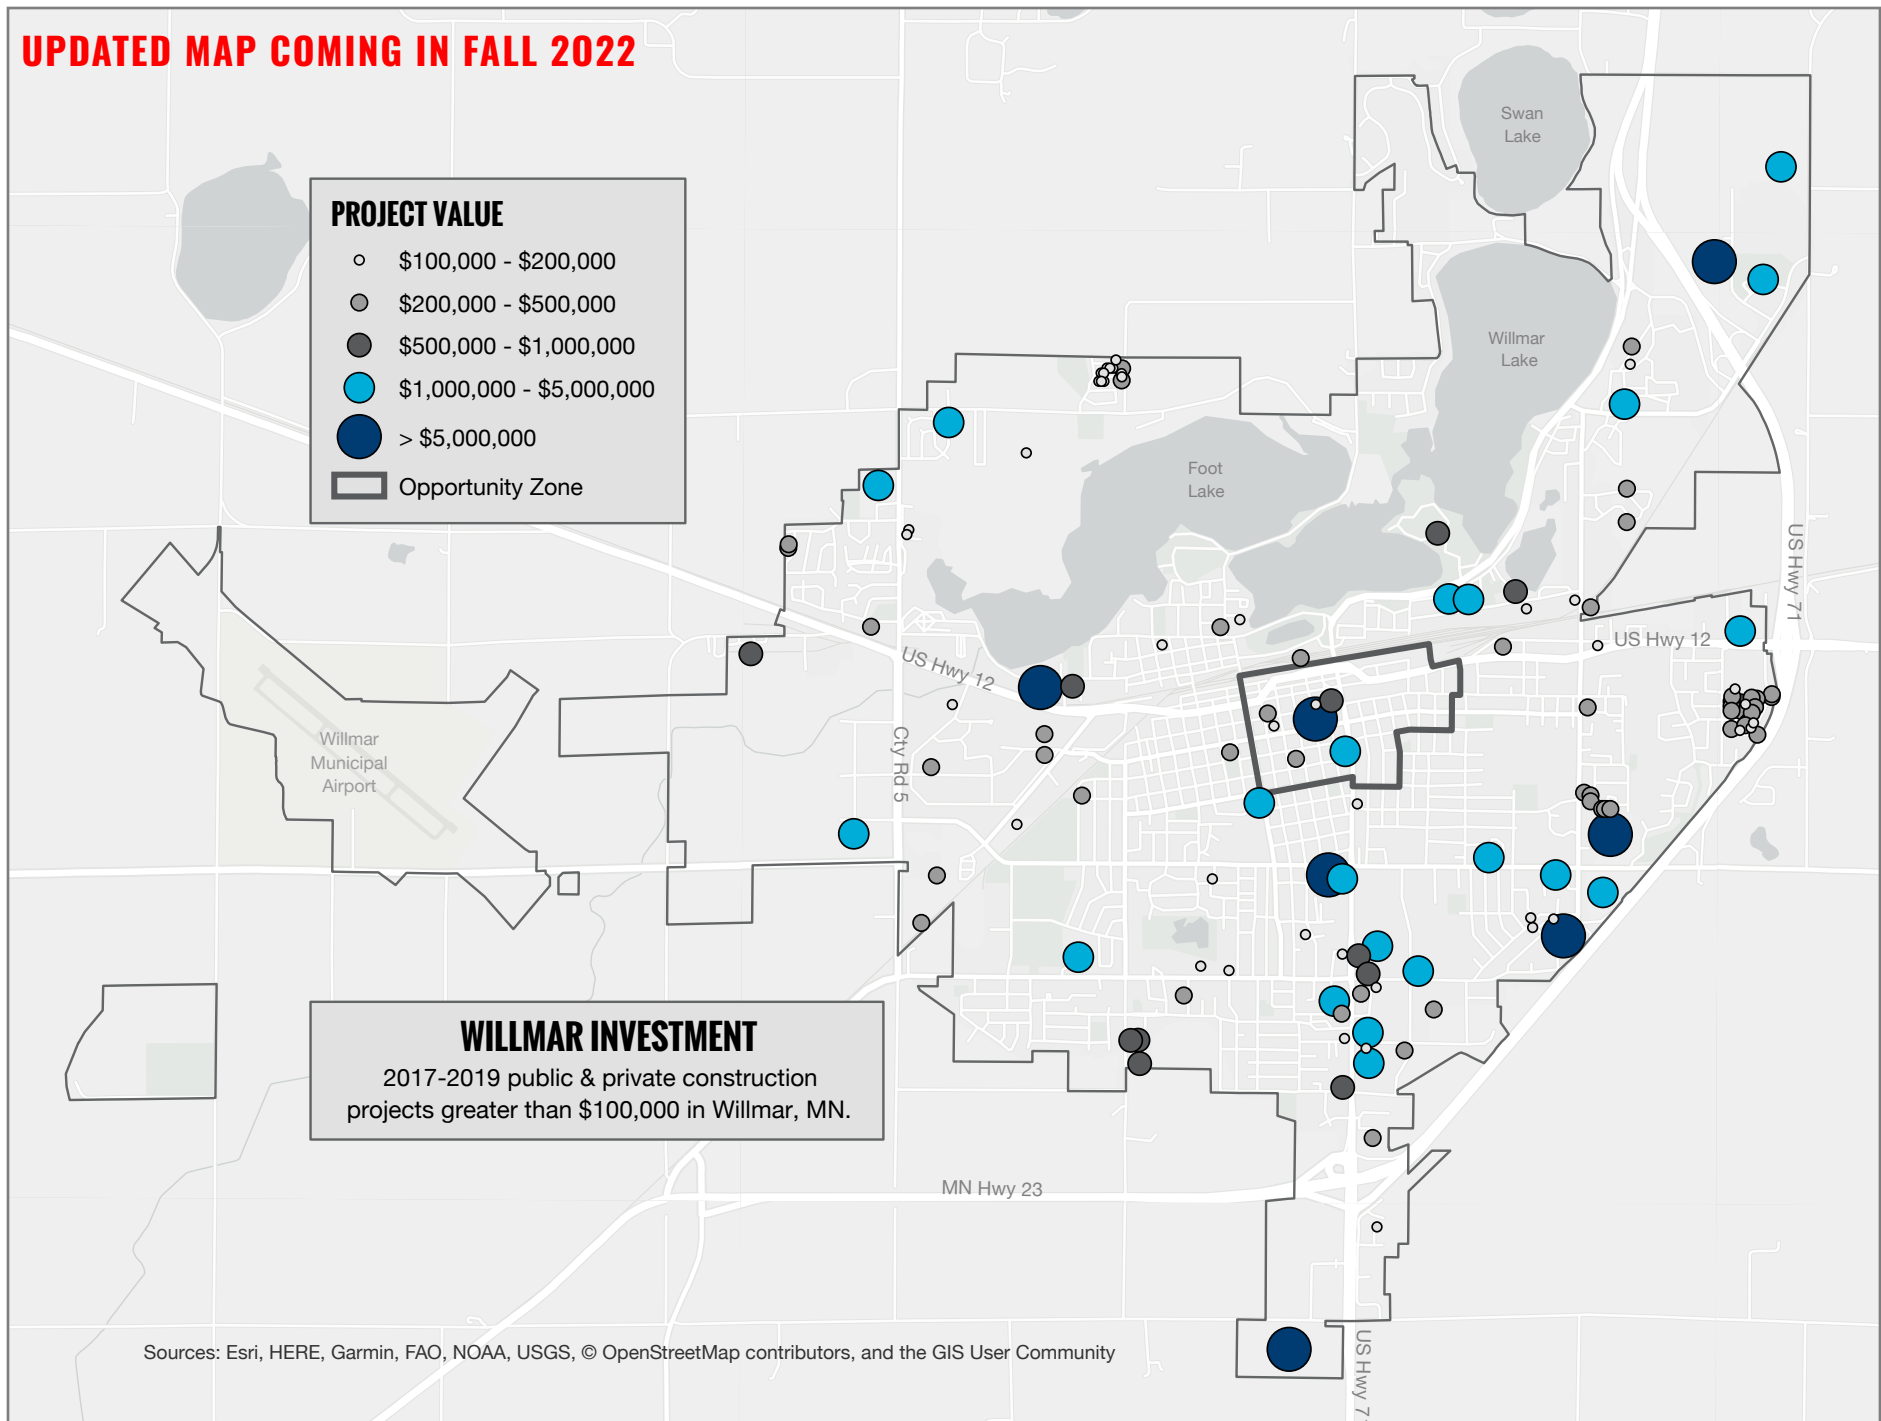 UPDATED MAP COMING IN FALL 2022
Swan
Lake
PROJECT VALUE
$100,000 - $200,000
$200,000 - $500,000
$500,000 - $1,000,000
$1,000,000 - $5,000,000
> $5,000,000
Opportunity Zone
Willmar
Lake
Foot
Lake
US Hwy 71
US Hwy 12
US Hwy 12
Cty Rd 5
Willmar
Municipal
Airport
WILLMAR INVESTMENT
2017-2019 public & private construction
projects greater than $100,000 in Willmar, MN.
MN Hwy 23
Sources: Esri, HERE, Garmin, FAO, NOAA, USGS, © OpenStreetMap contributors, and the GIS User Community
US Hwy 7